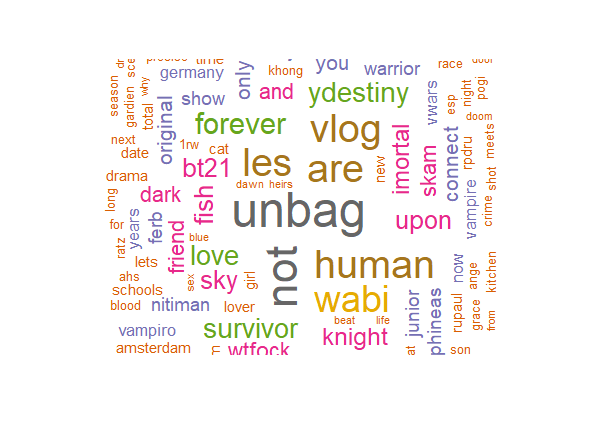 precise time
dr sce
season gardien total why
germany
khong
only
you
warrior
race
door
show
and
ydestiny
vwars
esp
night
pogi
original
forever
vlog
doom
next
date
1rw
cat
les
are
new
imortal
skam
connect
rpdru
shot
meets
drama
bt21
dawn heirs
long
dark
fish
unbag
upon
vampire
crime
for
years
ferb
friend
blue
ratz
lets
love
not
human
now
ange
kitchen
ahs
schools
sky
sex
girl
blood
nitiman
lover
wabi
junior
phineas
rupaul
grace
from
vampiro
survivor
beat
life
knight
amsterdam
wtfock
at
son